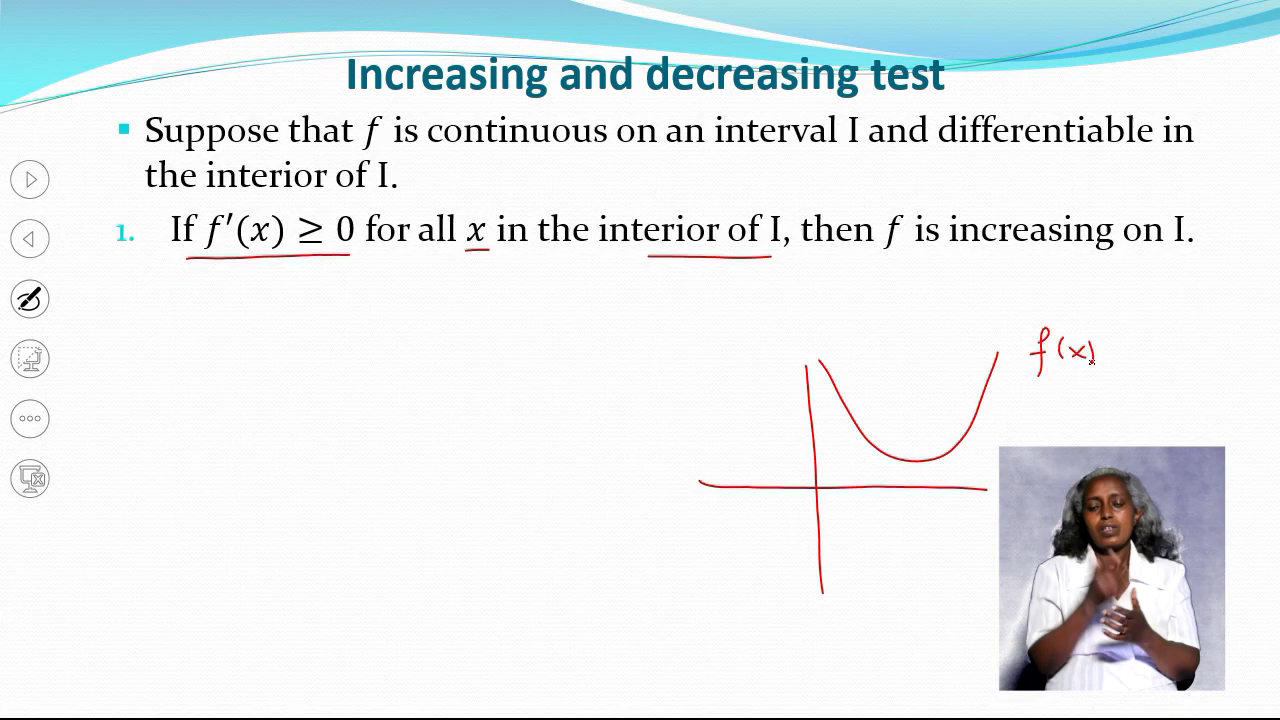 Increasing and decreasing test
▪ Suppose that f is continuous on an interval I and differentiable in
the interior of I.
1. If f′(x) ≥ 0 for all x in the interior of I, then f is increasing on I.
f(x)